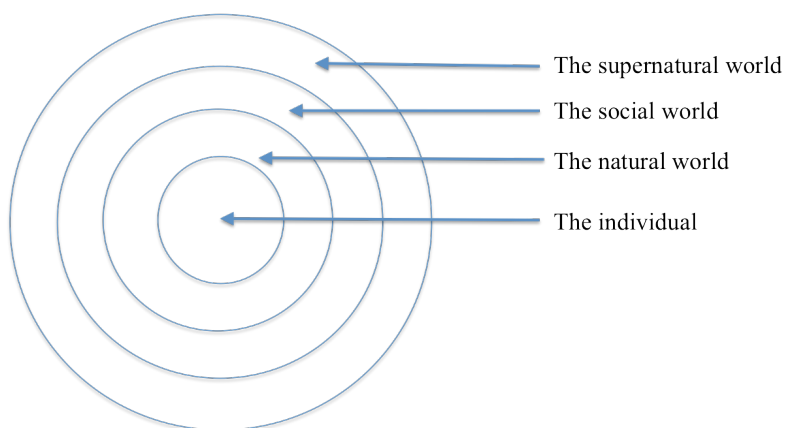 The supernatural world
The social world
The natural world
The individual